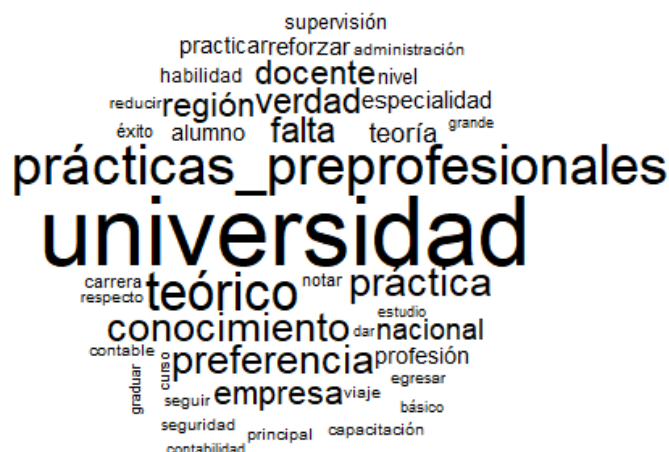 supervisión
practicar reforzar administración
habilidad docente nivel
reducir región verdad especialidad
éxito alumno falta teoría grande
prácticas_preprofesionales
universidad
carrera teórico notar práctica
respecto estudio
conocimiento dar nacional
contable curso preferencia profesión
graduar seguir empresa viaje egresar
básico
seguridad principal capacitación
contabilidad